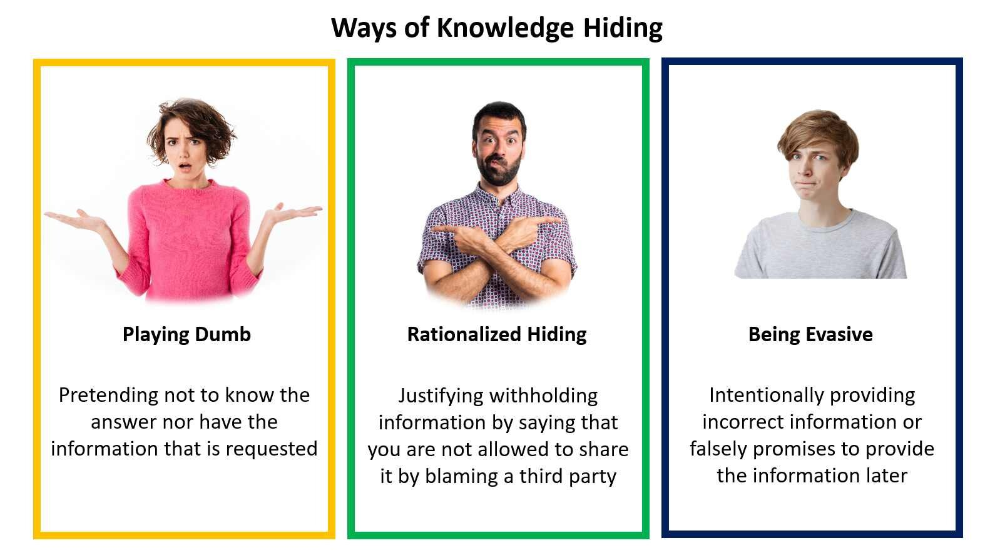 Ways of Knowledge Hiding
Playing Dumb
Pretending not to know the
answer nor have the
information that is requested
Rationalized Hiding
Justifying withholding
information by saying that
you are not allowed to share
it by blaming a third party
Being Evasive
Intentionally providing
incorrect information or
falsely promises to provide
the information later